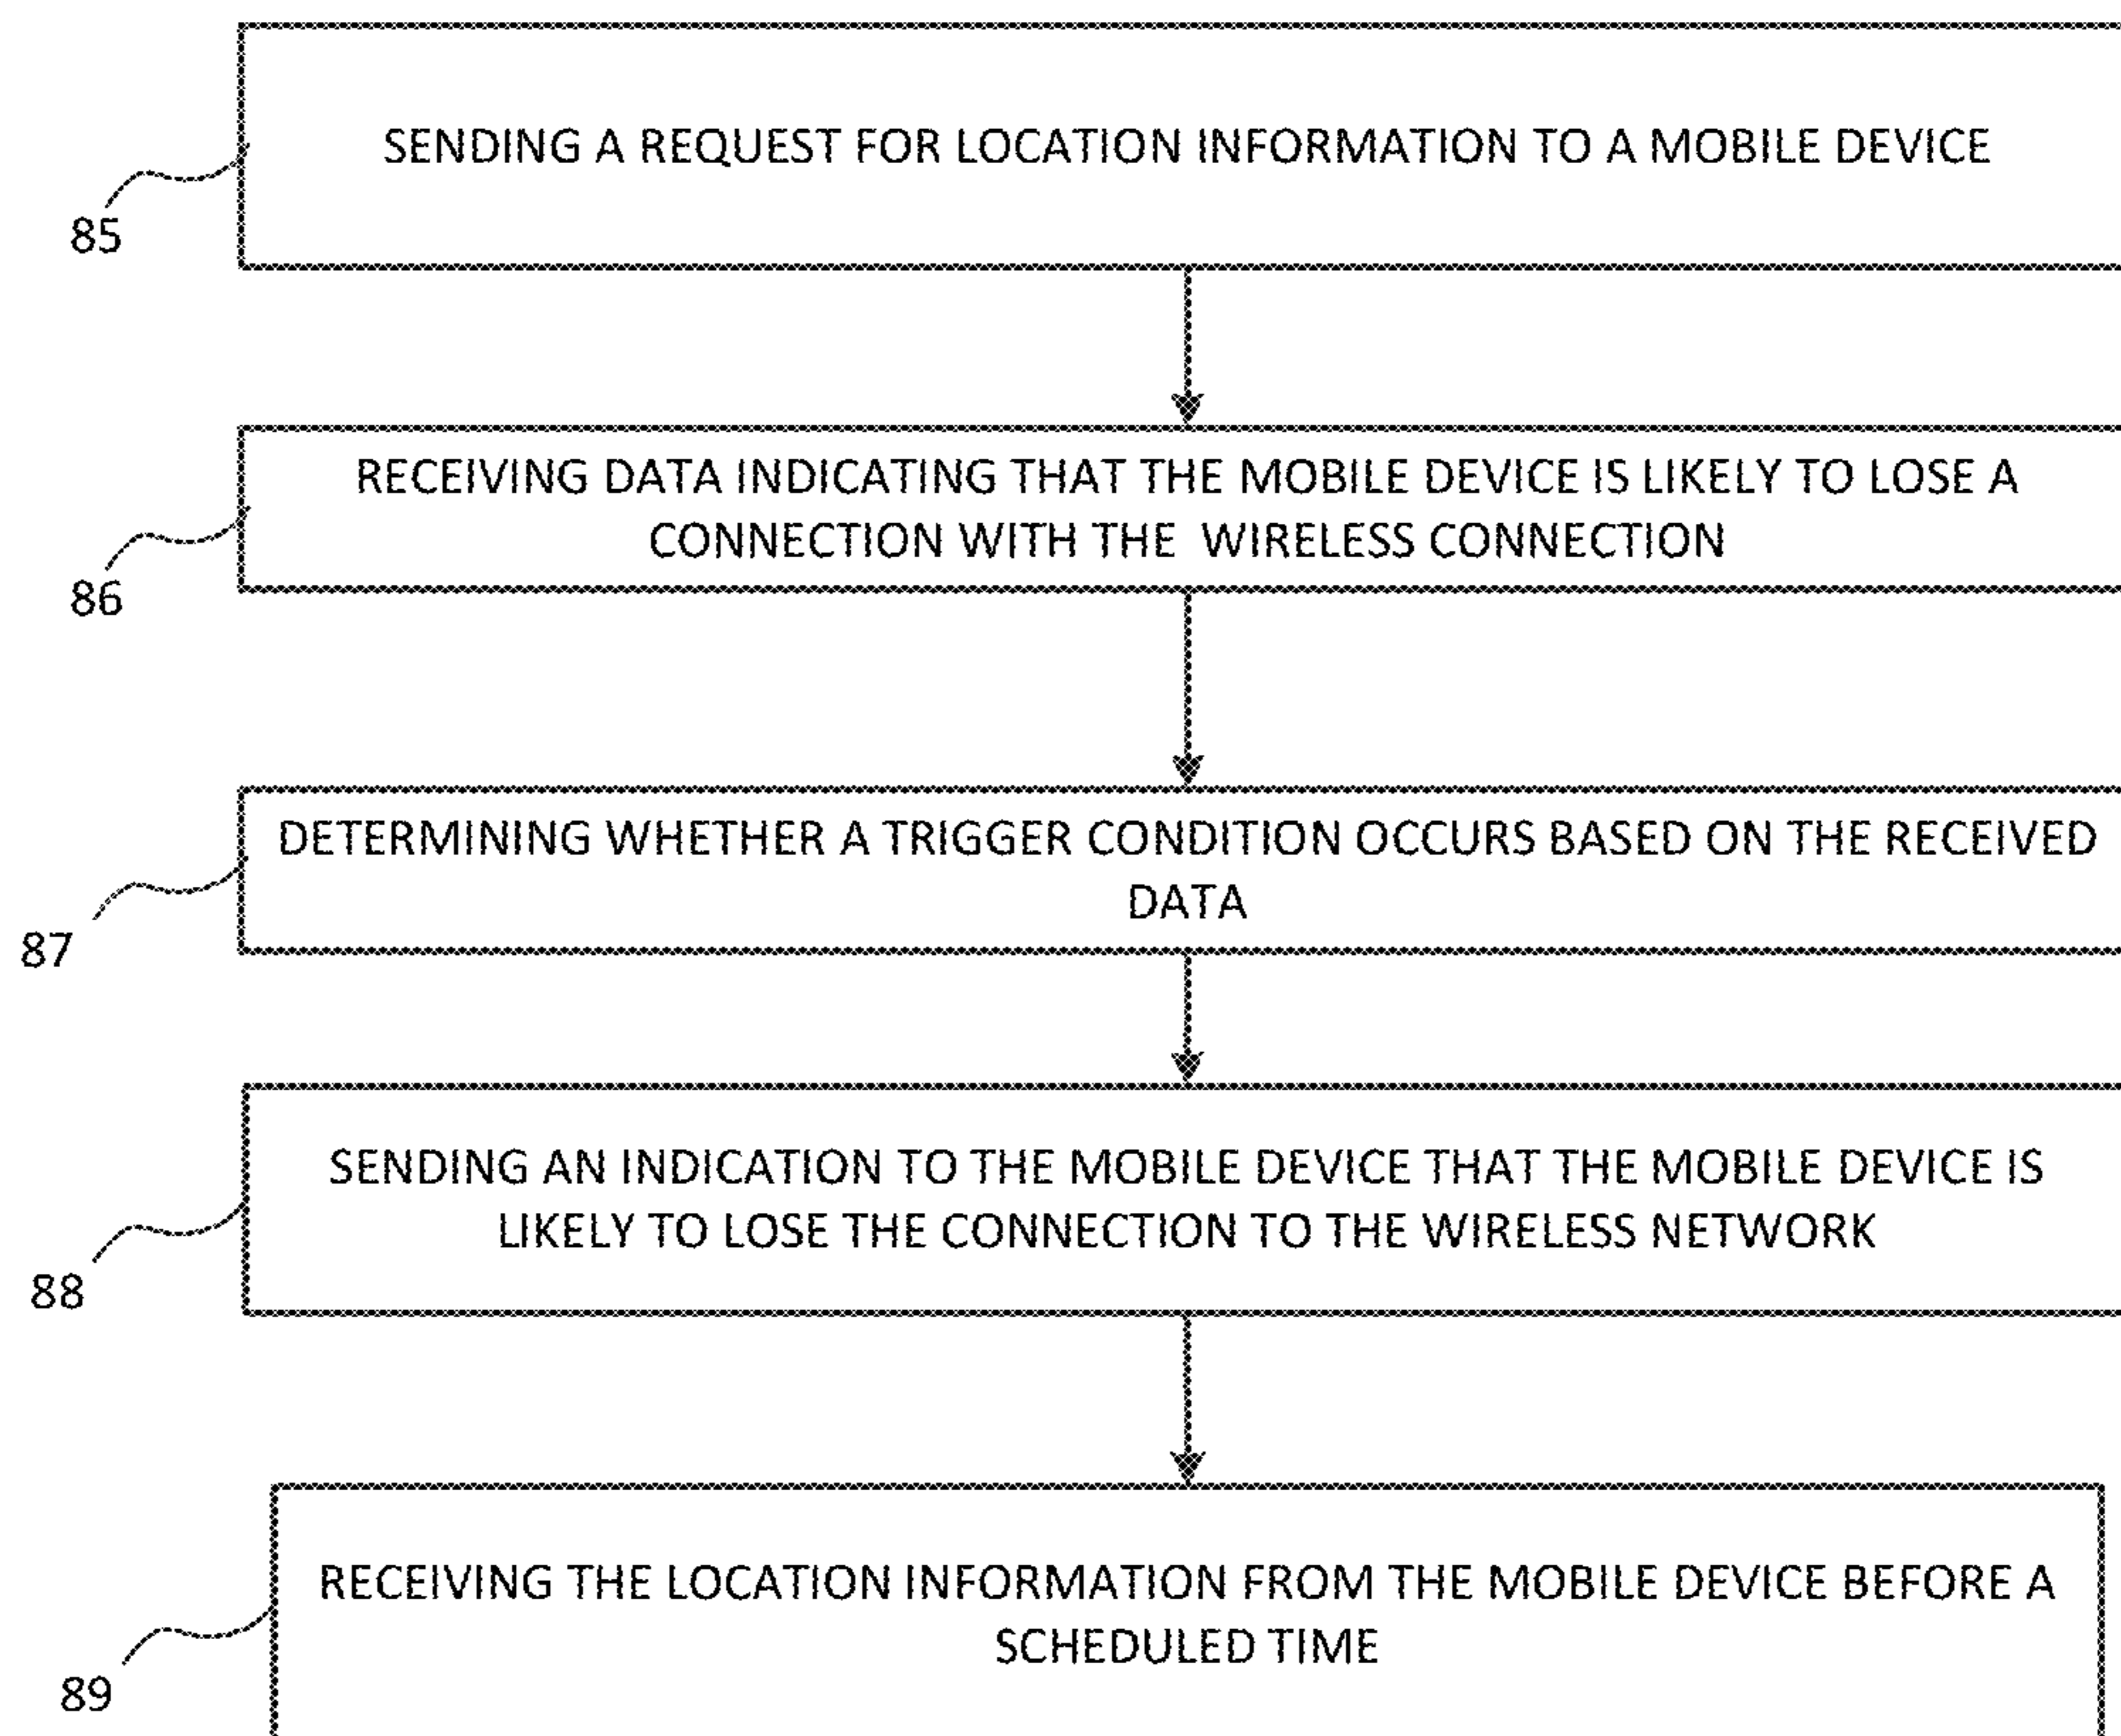 SENDING A REQUEST FOR LOCATION INFORMATION TO A MOBILE DEVICE
85
RECEIVING DATA INDICATING THAT THE MOBILE DEVICE IS LIKELY TO LOSE A
CONNECTION WITH THE WIRELESS CONNECTION
86
DETERMINING WHETHER A TRIGGER CONDITION OCCURS BASED ON THE RECEIVED
DATA
87
SENDING AN INDICATION TO THE MOBILE DEVICE THAT THE MOBILE DEVICE IS
LIKELY TO LOSE THE CONNECTION TO THE WIRELESS NETWORK
88
RECEIVING THE LOCATION INFORMATION FROM THE MOBILE DEVICE BEFORE A
SCHEDULED TIME
89